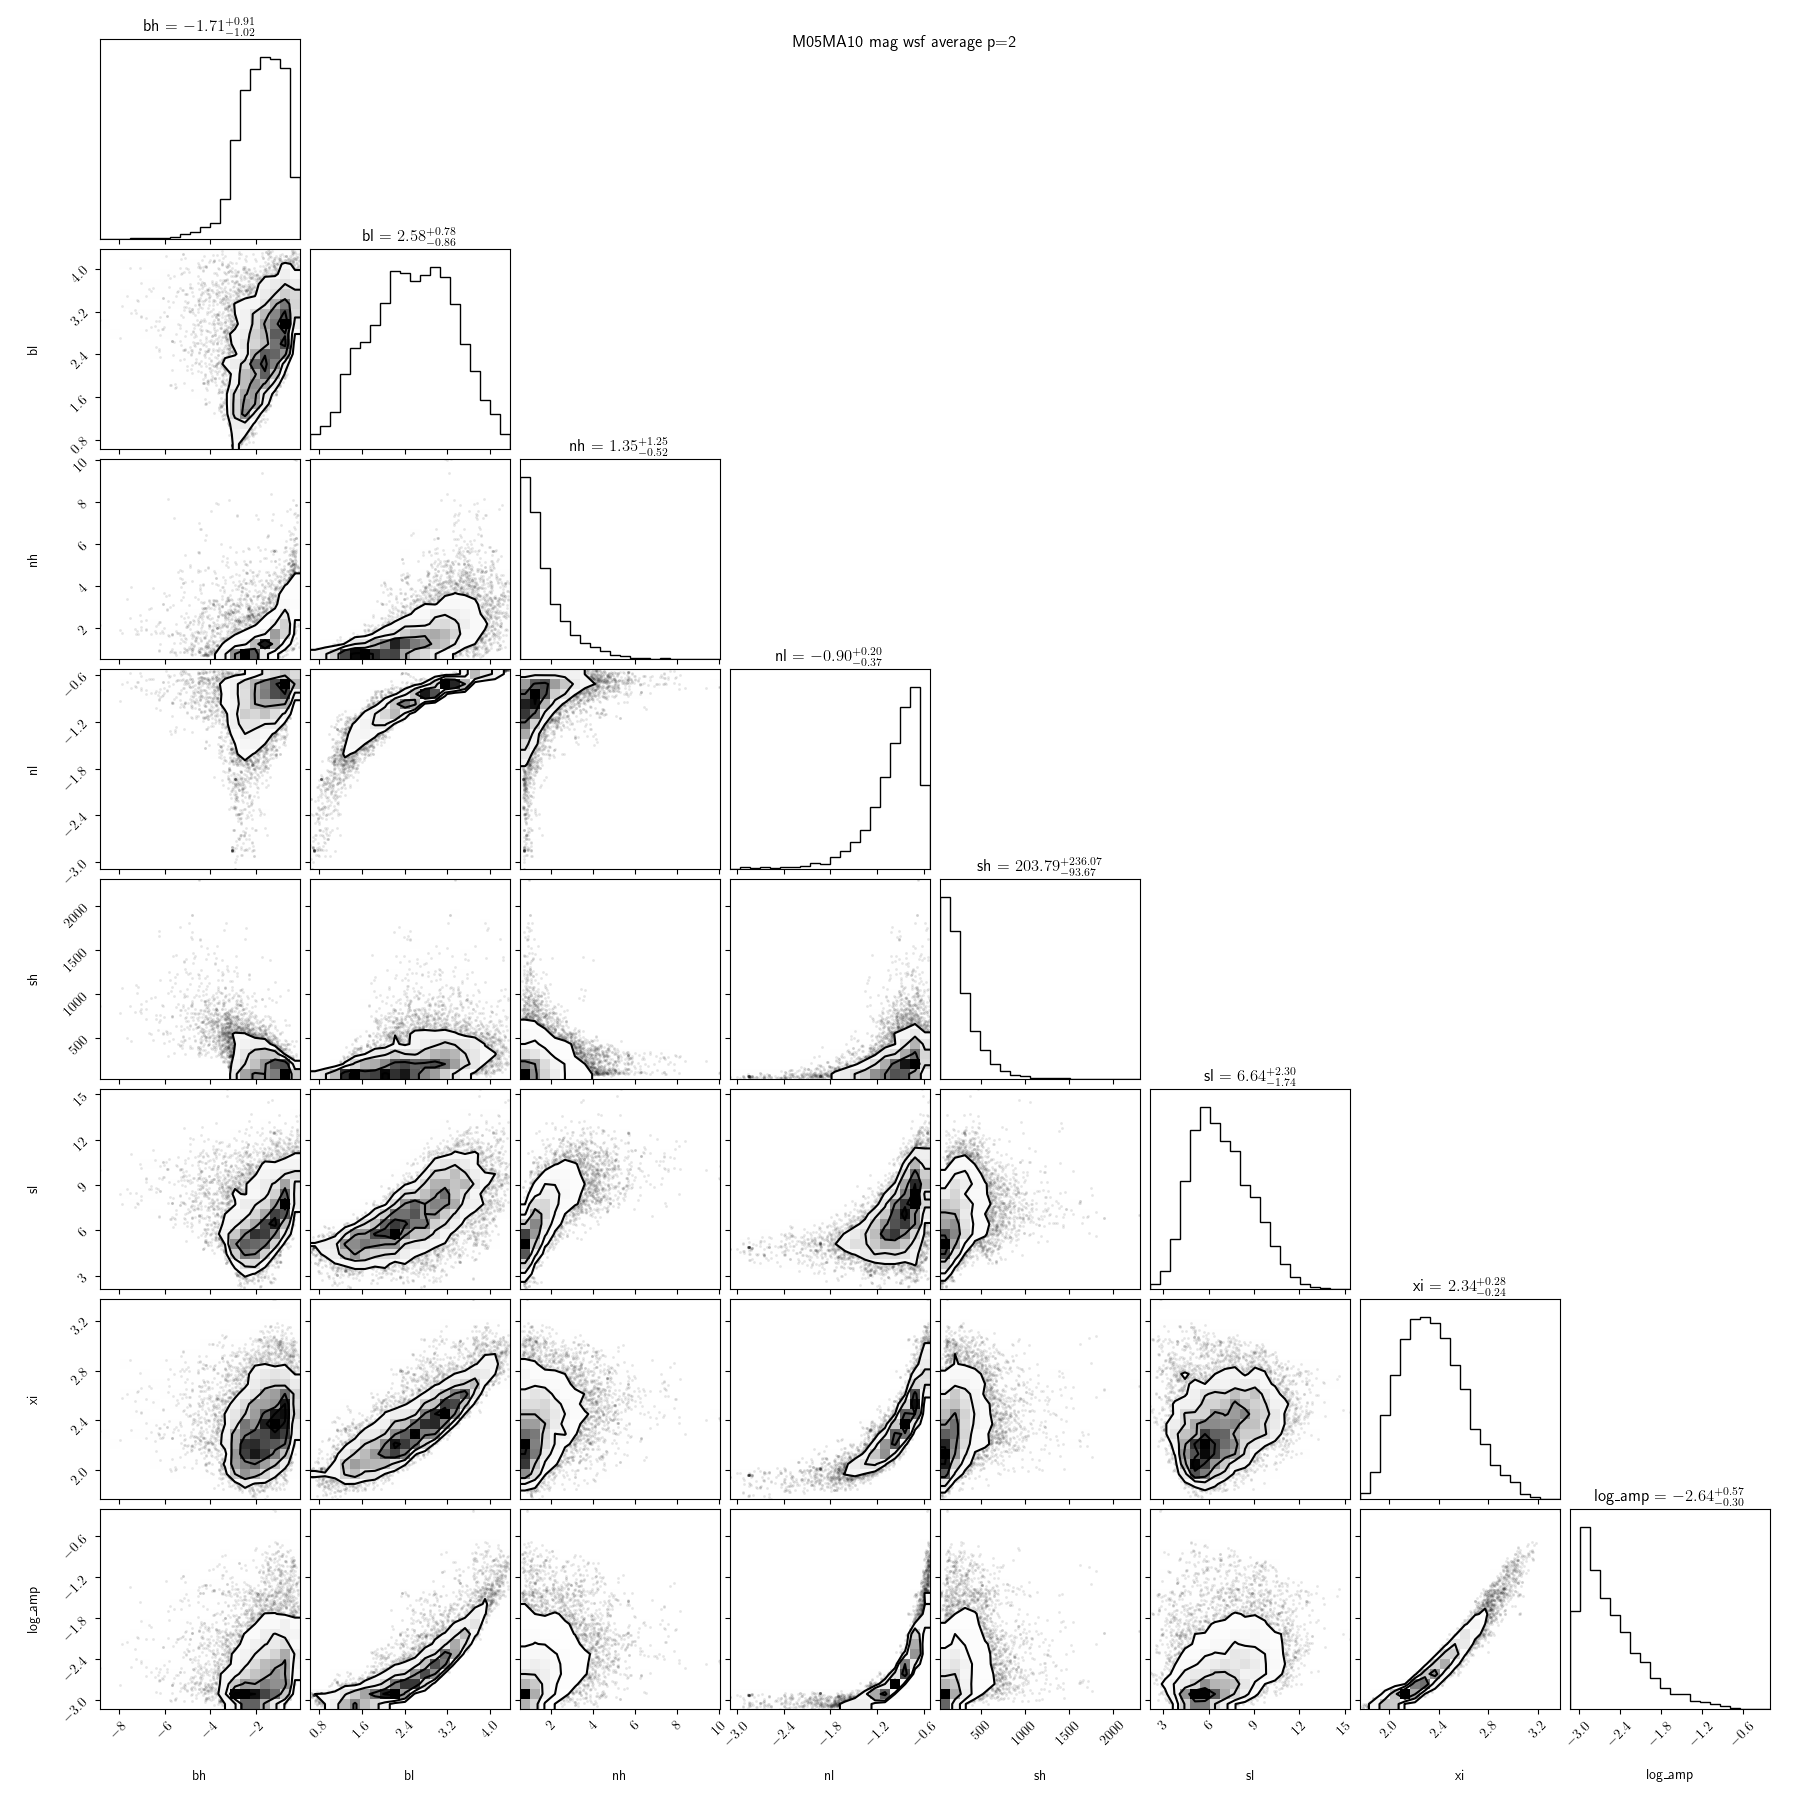 M05MA10 mag wsf average p=2
bh = −1.71+0.91−1.02
bl = 2.58+0.78−0.86
4.0
3.2
2.4
1.6
0.8
bl
nh = 1.35+1.25−0.52
10
8
6
4
2
nh
nl = −0.90+0.20−0.37
−0.6
−1.2
−1.8
−2.4
−3.0
nl
sh = 203.79+236.07−93.67
2000
1500
1000
500
sh
sl = 6.64+2.30−1.74
15
12
9
6
3
sl
xi = 2.34+0.28−0.24
3.2
2.8
2.4
2.0
xi
log_amp = −2.64+0.57−0.30
−0.6
−1.2
−1.8
−2.4
−3.0
log_amp
−8 −6 −4 −2 0.8 1.6 2.4 3.2 4.0 2 4 6 8 10 −3.0 −2.4 −1.8 −1.2 −0.6 500 1000 1500 2000 3 6 9 12 15 2.0 2.4 2.8 3.2 −3.0 −2.4 −1.8 −1.2 −0.6
bh bl nh nl sh sl xi log_amp